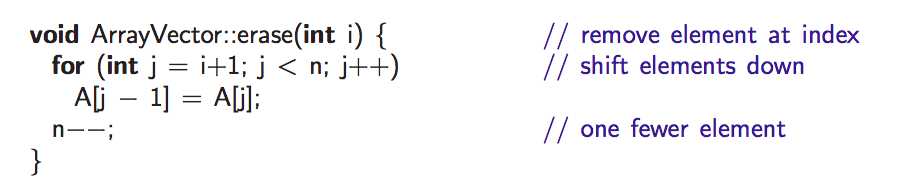 void ArrayVector::erase(int i) { // remove element at index
for (int j = i+1; j < n; j++) // shift elements down
A[j − 1] = A[j];
n−−; // one fewer element
}